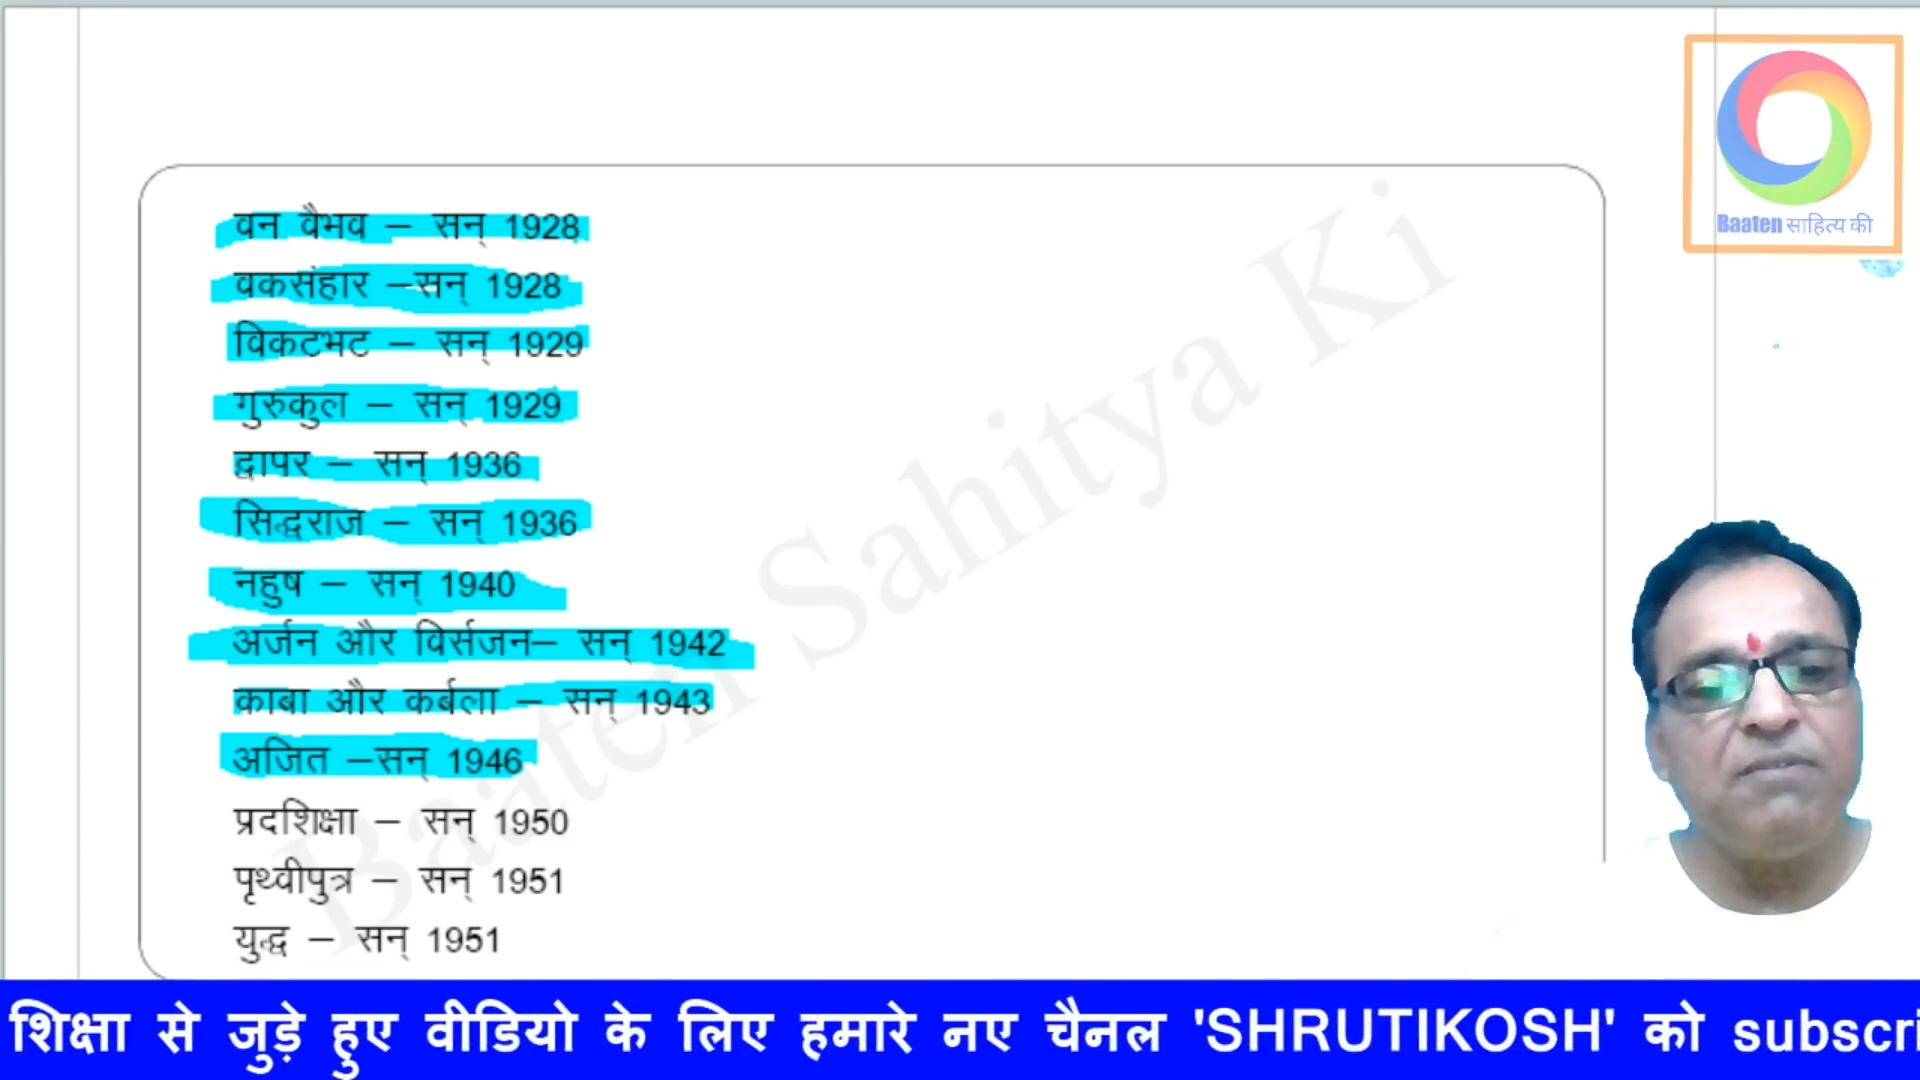 वन वैभव – सन् 1928
वकसंहार –सन् 1928
विकटभट – सन् 1929
गुरुकुल – सन् 1929
द्वापर – सन् 1936
सिद्धराज – सन् 1936
नहुष – सन् 1940
अर्जन और विर्सजन– सन् 1942
काबा और कर्बला – सन् 1943
अजित –सन् 1946
प्रदशिक्षा – सन् 1950
पृथ्वीपुत्र – सन् 1951
युद्ध – सन् 1951
Baaten Sahitya Ki
Baaten साहित्य की
शिक्षा से जुड़े हुए वीडियो के लिए हमारे नए चैनल 'SHRUTIKOSH' को subscri